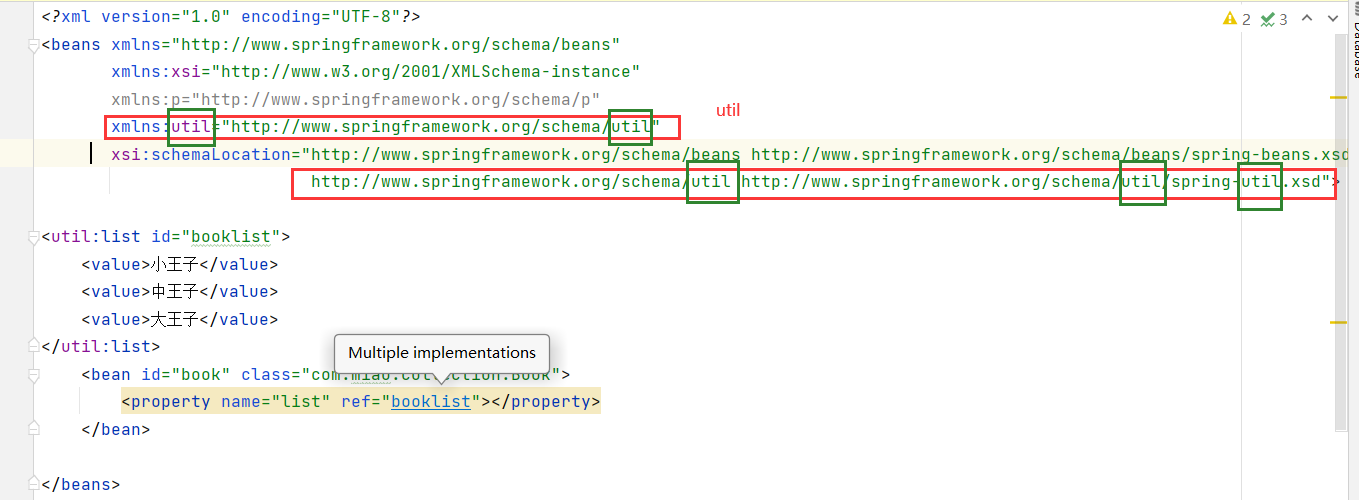 <?xml version="1.0" encoding="UTF-8"?>
2 3
<beans xmlns="http://www.springframework.org/schema/beans"
xmlns:xsi="http://www.w3.org/2001/XMLSchema-instance"
xmlns:p="http://www.springframework.org/schema/p"
util
xmlns:util="http://www.springframework.org/schema/util"
xsi:schemaLocation="http://www.springframework.org/schema/beans http://www.springframework.org/schema/beans/spring-beans.xsd
http://www.springframework.org/schema/util http://www.springframework.org/schema/util/spring-util.xsd">
<util:list id="booklist">
<value>小王子</value>
<value>中王子</value>
<value>大王子</value>
</util:list>
Multiple implementations
<bean id="book" class="com.miao.collection.Book">
<property name="list" ref="booklist"></property>
</bean>
</beans>
Database